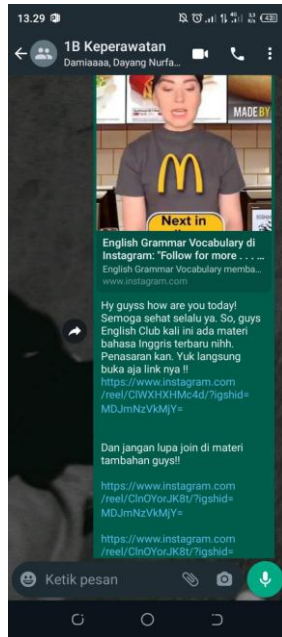 13.29
1B Keperawatan
Damiaaaa, Dayang Nurfa...
MADE BY
Next in
English Grammar Vocabulary di
Instagram: "Follow for more . . . ...
English Grammar Vocabulary memba...
www.instagram.com
Hy guyss how are you today!
Semoga sehat selalu ya. So, guys
English Club kali ini ada materi
bahasa Inggris terbaru nihh.
Penasaran kan. Yuk langsung
buka aja link nya !!
https://www.instagram.com
/reel/ClWXHXHMc4d/?igshid=
MDJmNzVkMjY=
Dan jangan lupa join di materi
tambahan guys!!
https://www.instagram.com
/reel/ClnOYorJK8t/?igshid=
MDJmNzVkMjY=
https://www.instagram.com
/reel/ClnOYorJK8t/?igshid=
Ketik pesan